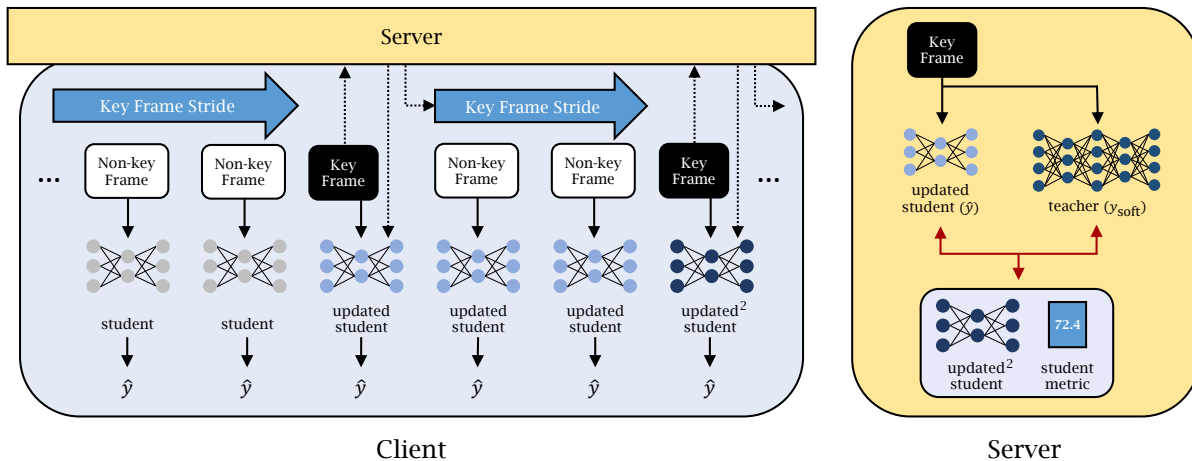 Server
Key Frame Stride
Key Frame Stride
...
Non-key
Frame
Non-key
Frame
Key
Frame
Non-key
Frame
Non-key
Frame
Key
Frame
...
student
student
updated
student
updated
student
updated
student
updated²
student
ŷ
ŷ
ŷ
ŷ
ŷ
ŷ
Client
Key
Frame
updated
student (ŷ)
teacher (y_soft)
72.4
updated²
student
student
metric
Server